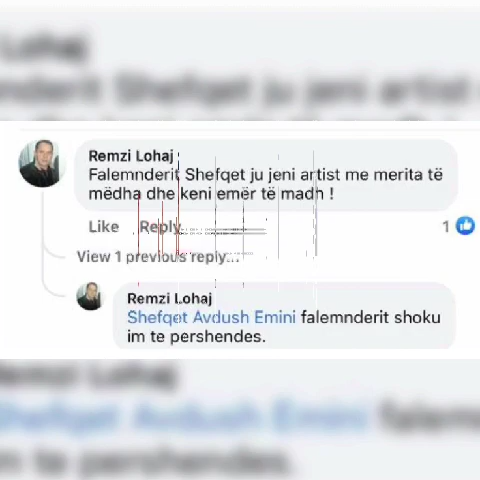 Remzi Lohaj
Falemnderit Shefqet ju jeni artist me merita të
mëdha dhe keni emër të madh !
Like Reply
1
View 1 previous reply...
Remzi Lohaj
Shefqet Avdush Emini falemnderit shoku
im te pershendes.